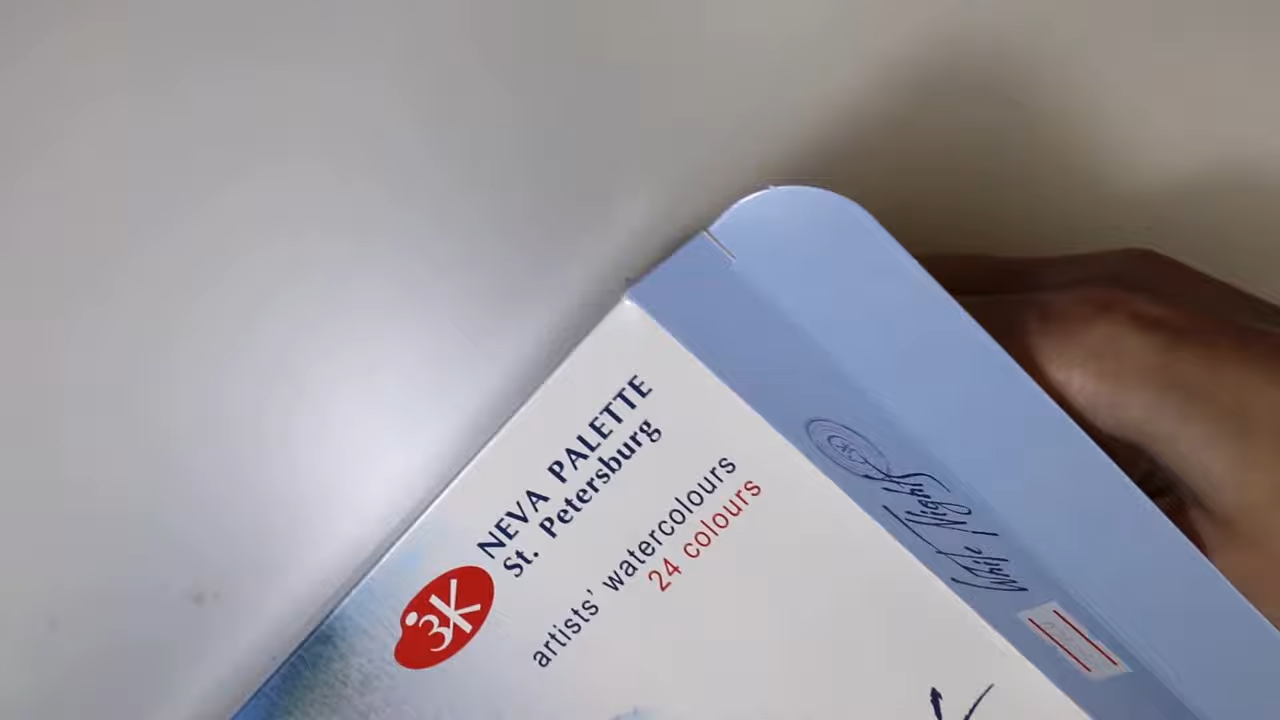 NEVA PALETTE
St. Petersburg
artists' watercolours
24 colours
ЗК
White Nights